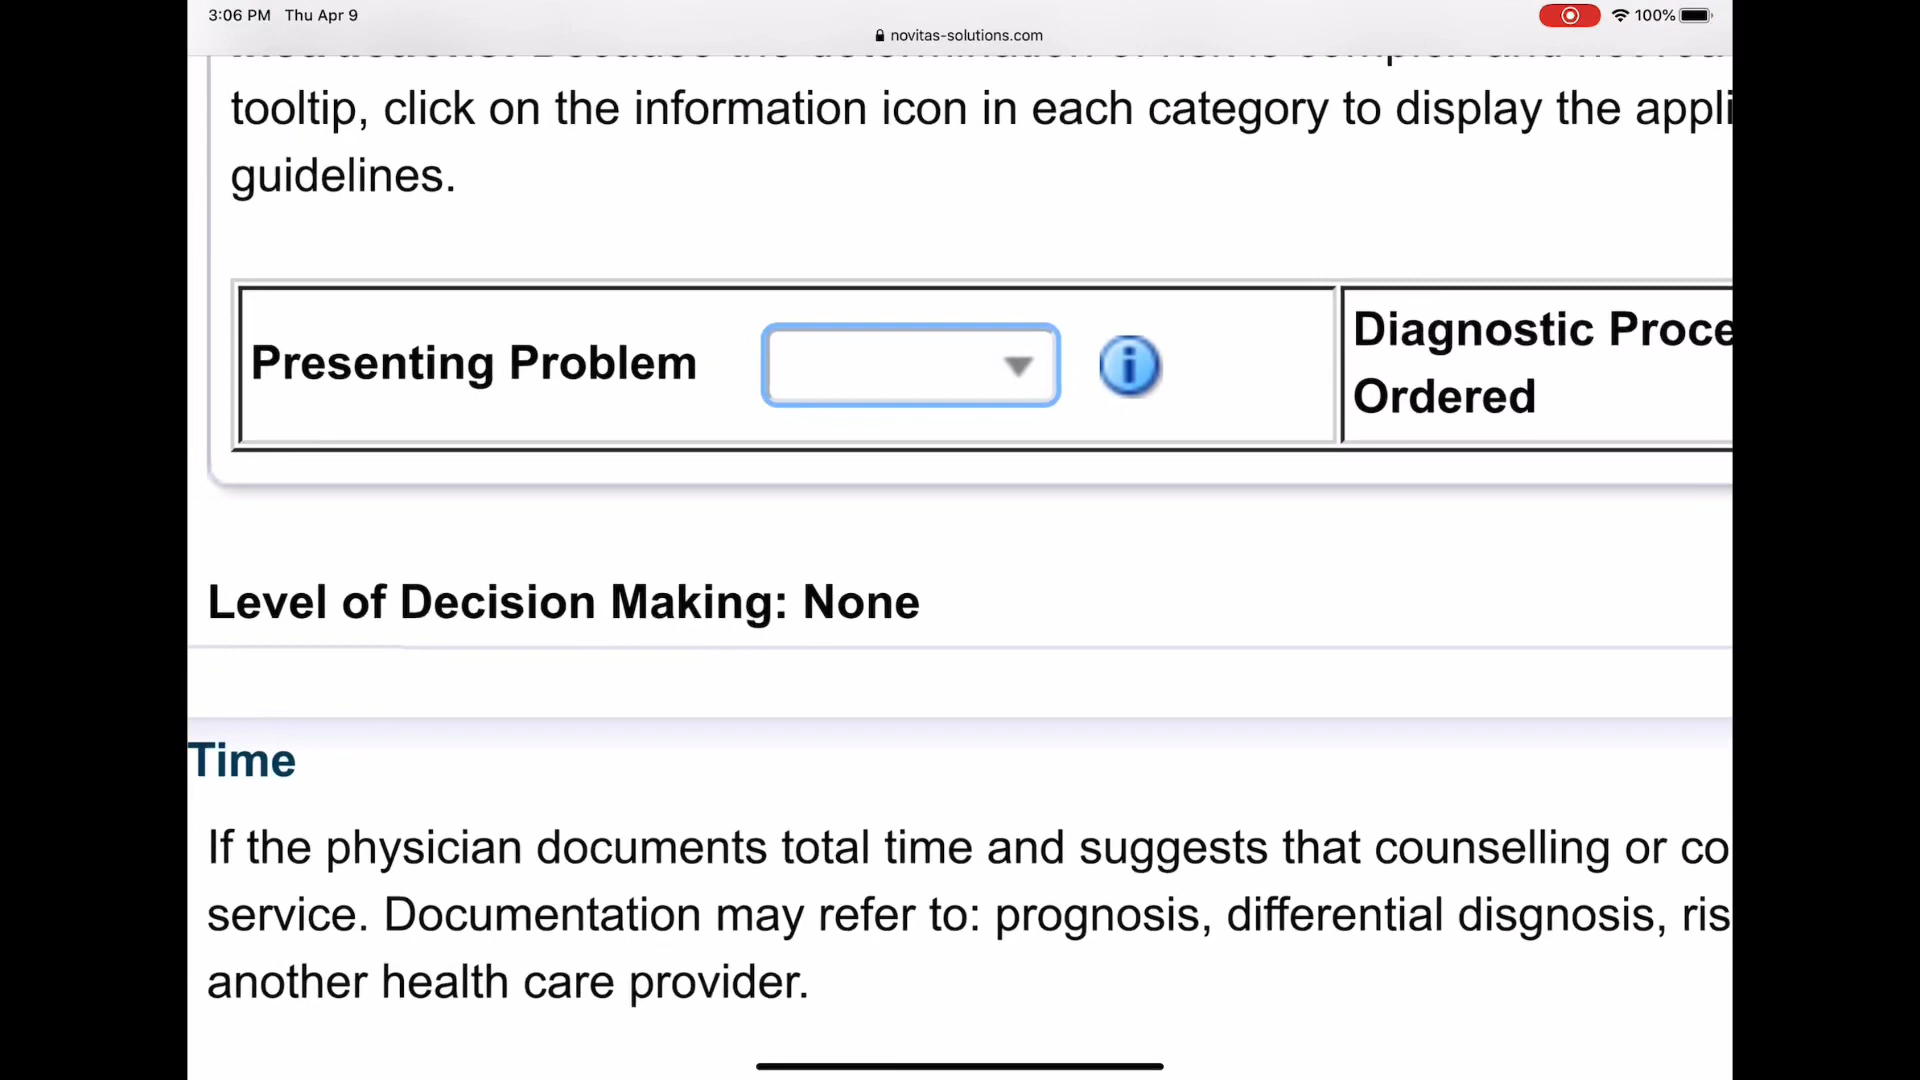 3:06 PM Thu Apr 9
100%
novitas-solutions.com
tooltip, click on the information icon in each category to display the appli
guidelines.
Presenting Problem
Diagnostic Proce
Ordered
Level of Decision Making: None
Time
If the physician documents total time and suggests that counselling or co
service. Documentation may refer to: prognosis, differential disgnosis, ris
another health care provider.